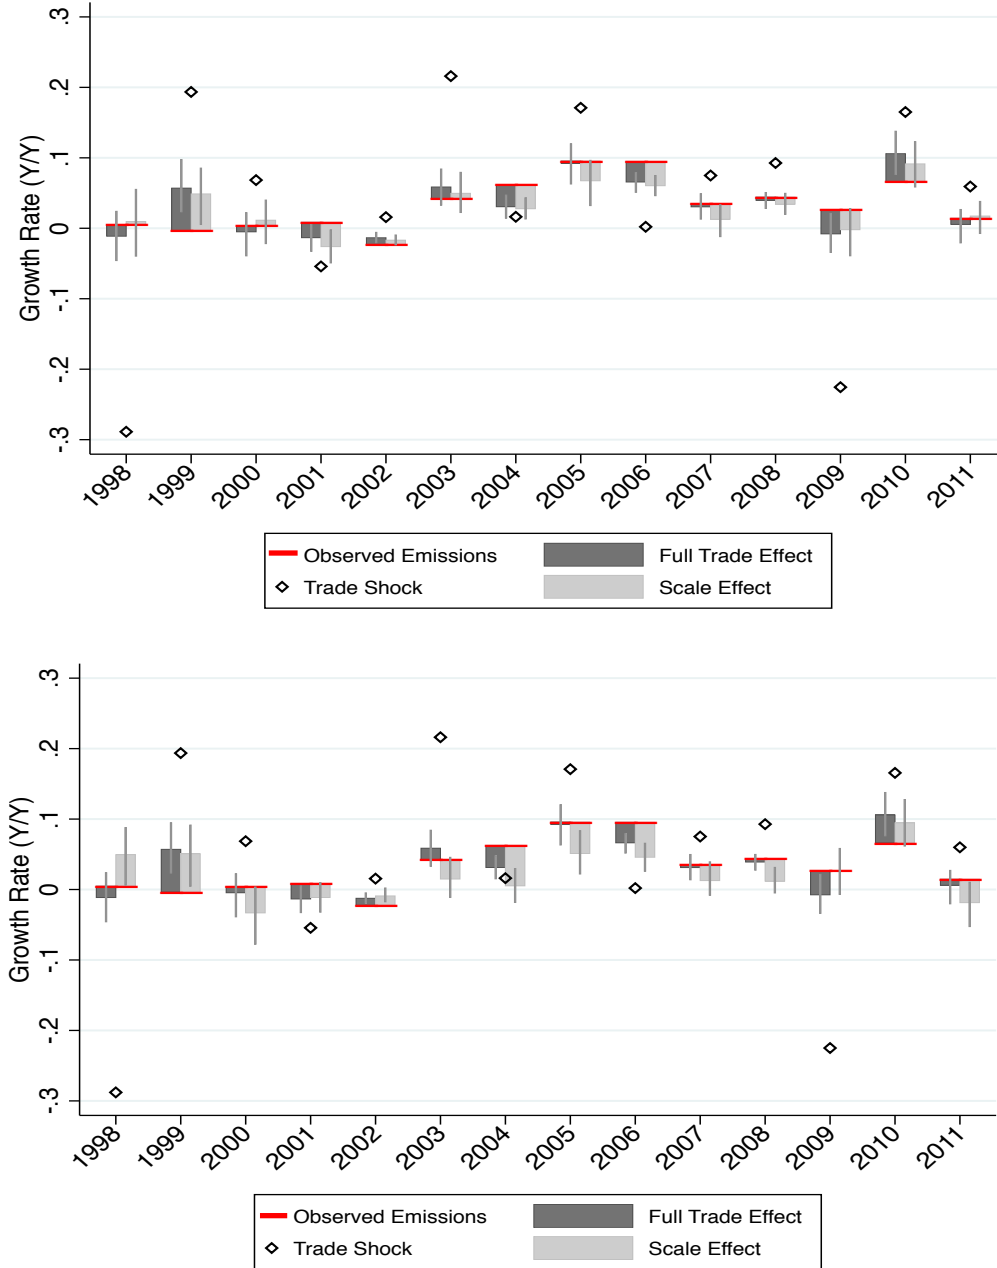 .3
.2
.1
0
-.1
-.2
-.3
Growth Rate (Y/Y)
1998 1999 2000 2001 2002 2003 2004 2005 2006 2007 2008 2009 2010 2011
Observed Emissions Full Trade Effect
Trade Shock Scale Effect
.3
.2
.1
0
-.1
-.2
-.3
Growth Rate (Y/Y)
1998 1999 2000 2001 2002 2003 2004 2005 2006 2007 2008 2009 2010 2011
Observed Emissions Full Trade Effect
Trade Shock Scale Effect